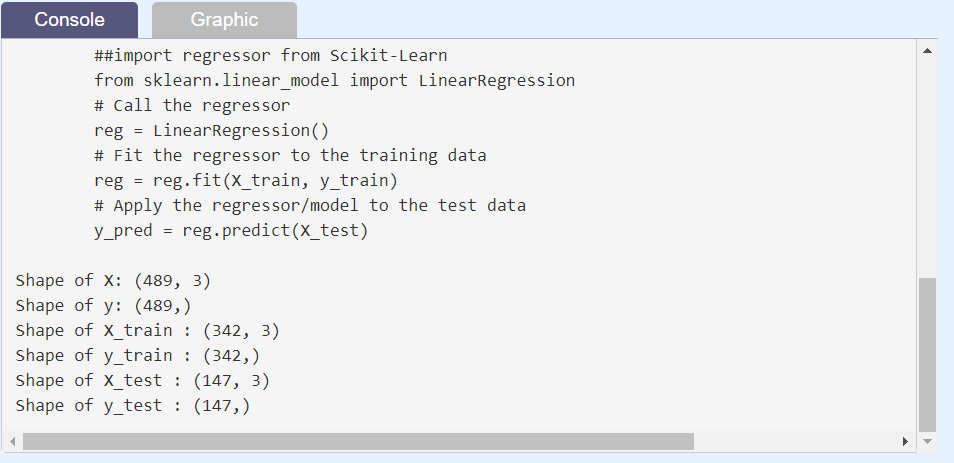 Console
Graphic
##import regressor from Scikit-Learn
from sklearn.linear_model import LinearRegression
# Call the regressor
reg = LinearRegression()
# Fit the regressor to the training data
reg = reg.fit(X_train, y_train)
# Apply the regressor/model to the test data
y_pred = reg.predict(X_test)
Shape of X: (489, 3)
Shape of y: (489,)
Shape of X_train : (342, 3)
Shape of y_train : (342,)
Shape of X_test : (147, 3)
Shape of y_test : (147,)